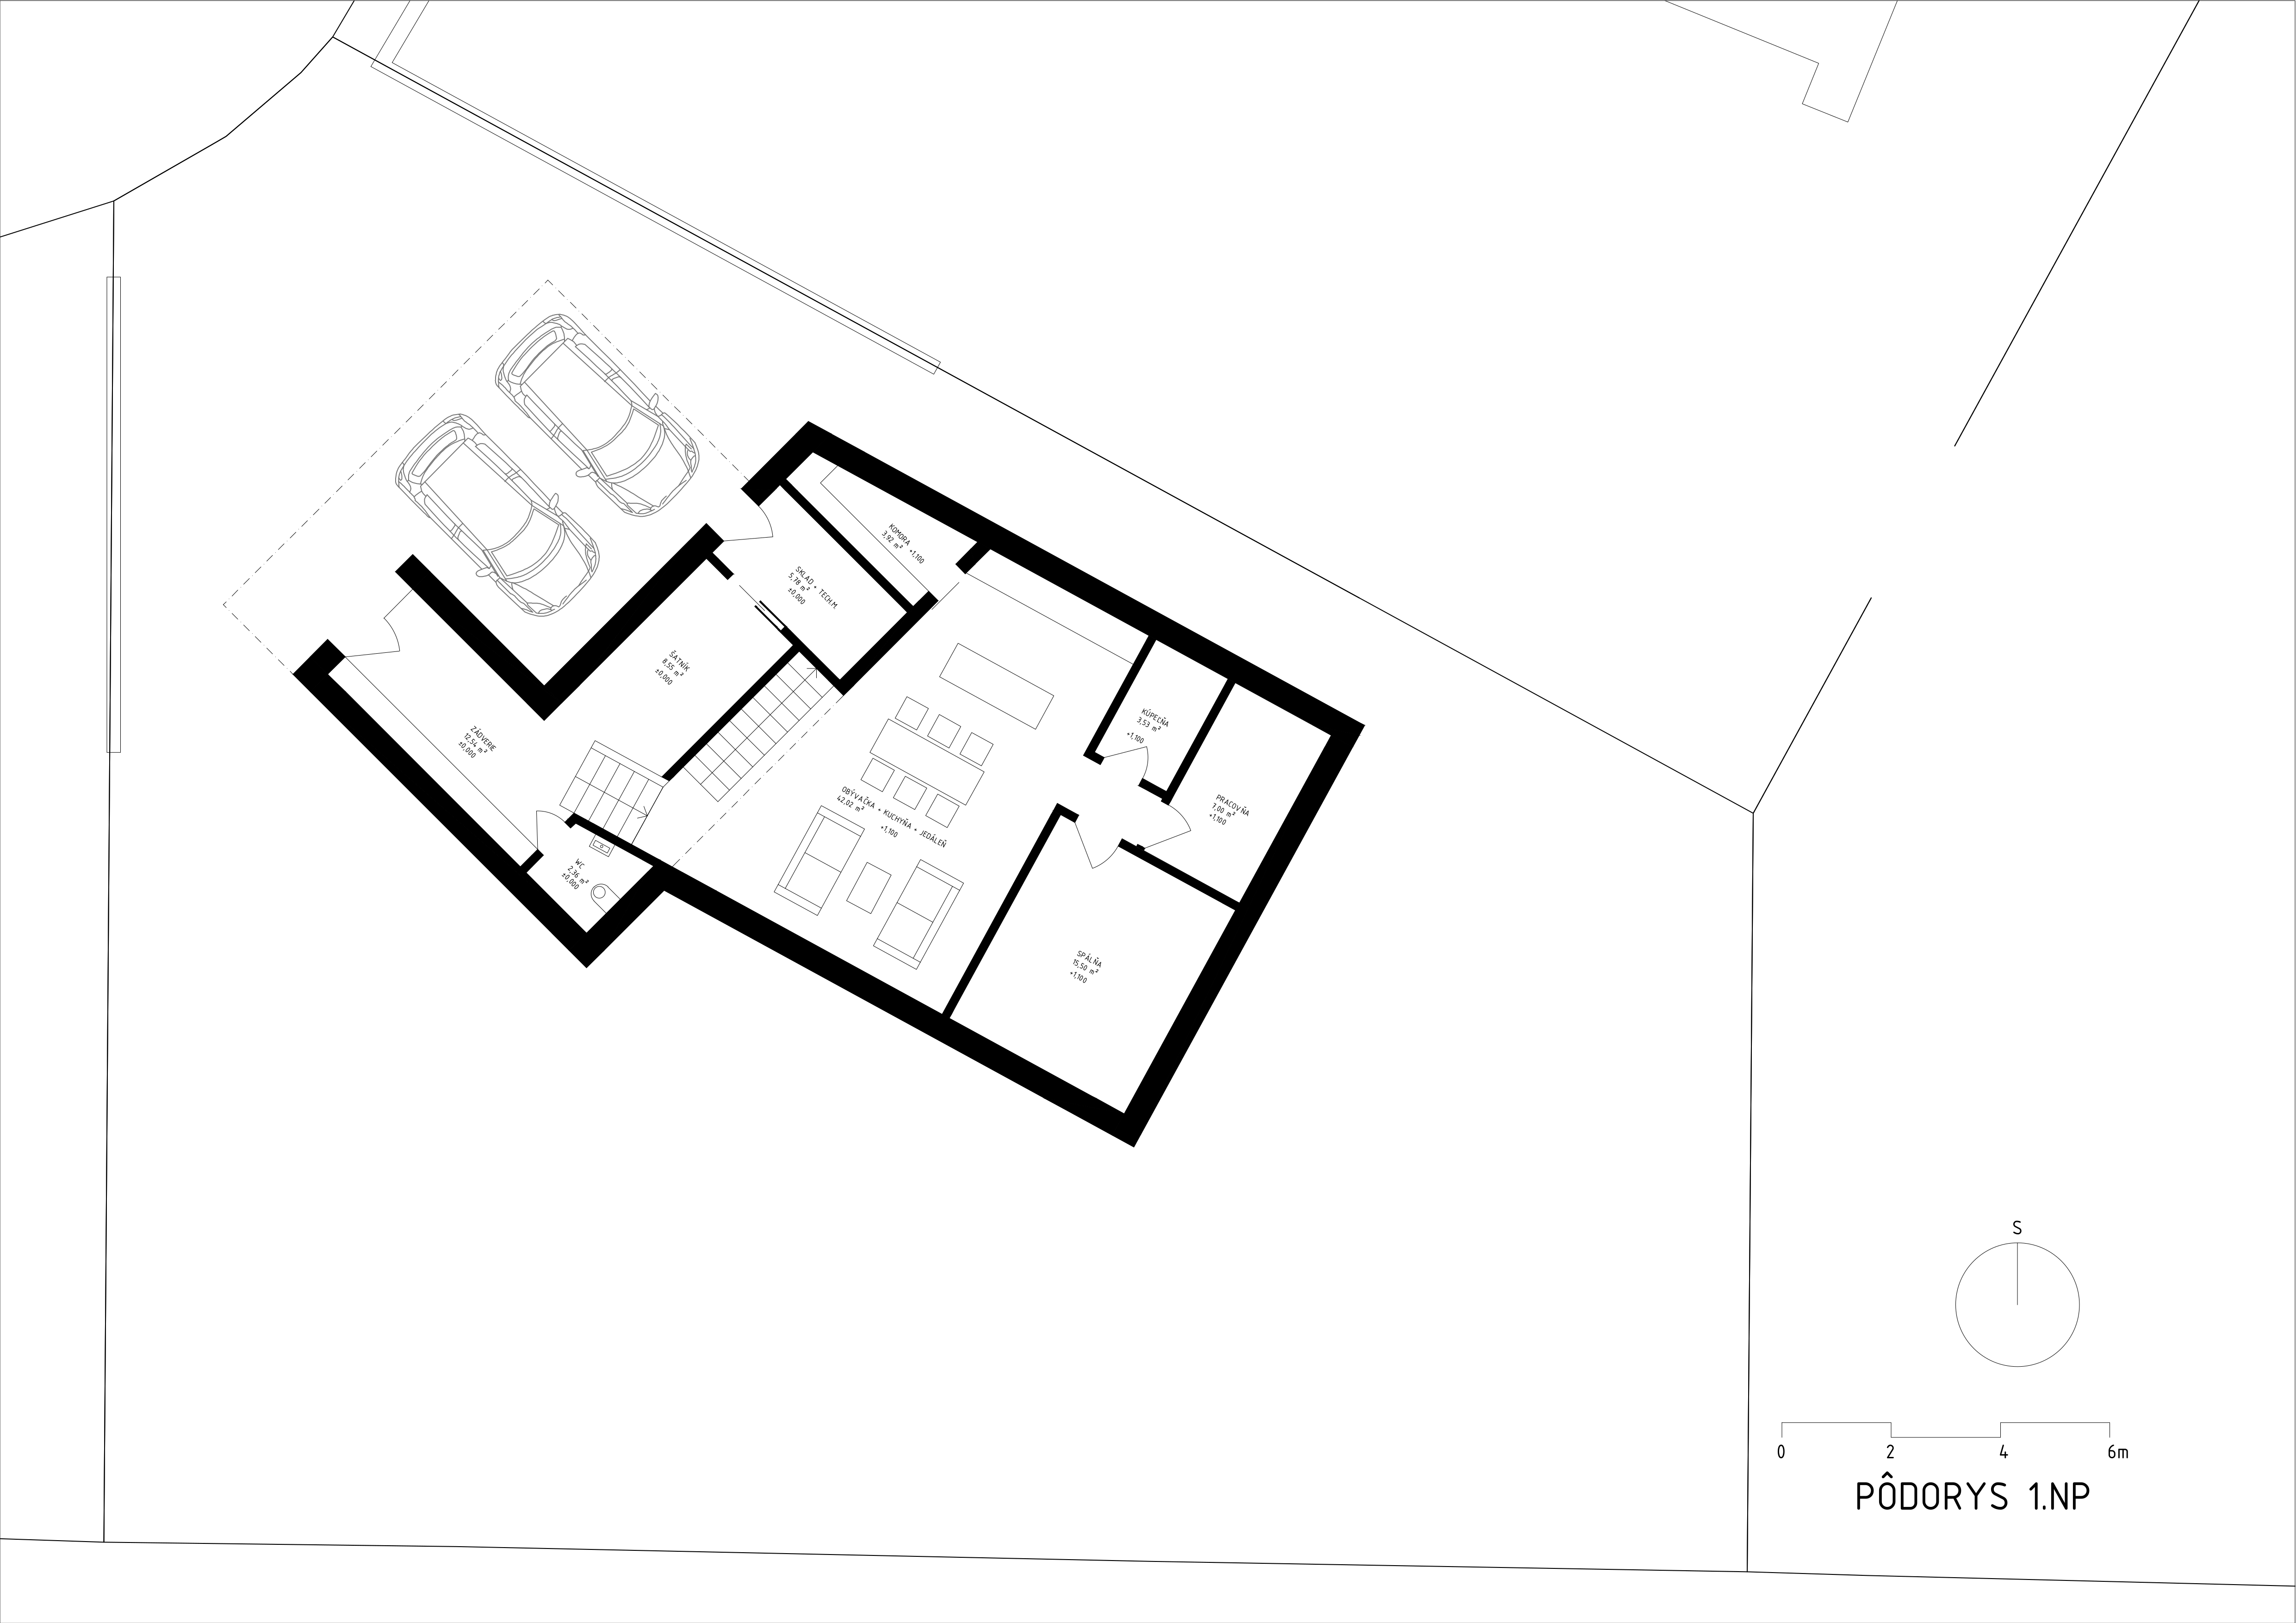 KOMORA
3,92 m² +1,100
SKLAD + TECH.M.
5,78 m²
±0,000
ŠATNÍK
8,55 m²
±0,000
ZÁDVERIE
12,54 m²
±0,000
WC
2,36 m²
±0,000
OBÝVAČKA + KUCHYŇA + JEDÁLEŇ
42,02 m² +1,100
KÚPEĽŇA
3,53 m²
+1,100
PRACOVŇA
7,00 m²
+1,100
SPÁLŇA
15,50 m²
+1,100
S
0 2 4 6m
PÔDORYS 1.NP